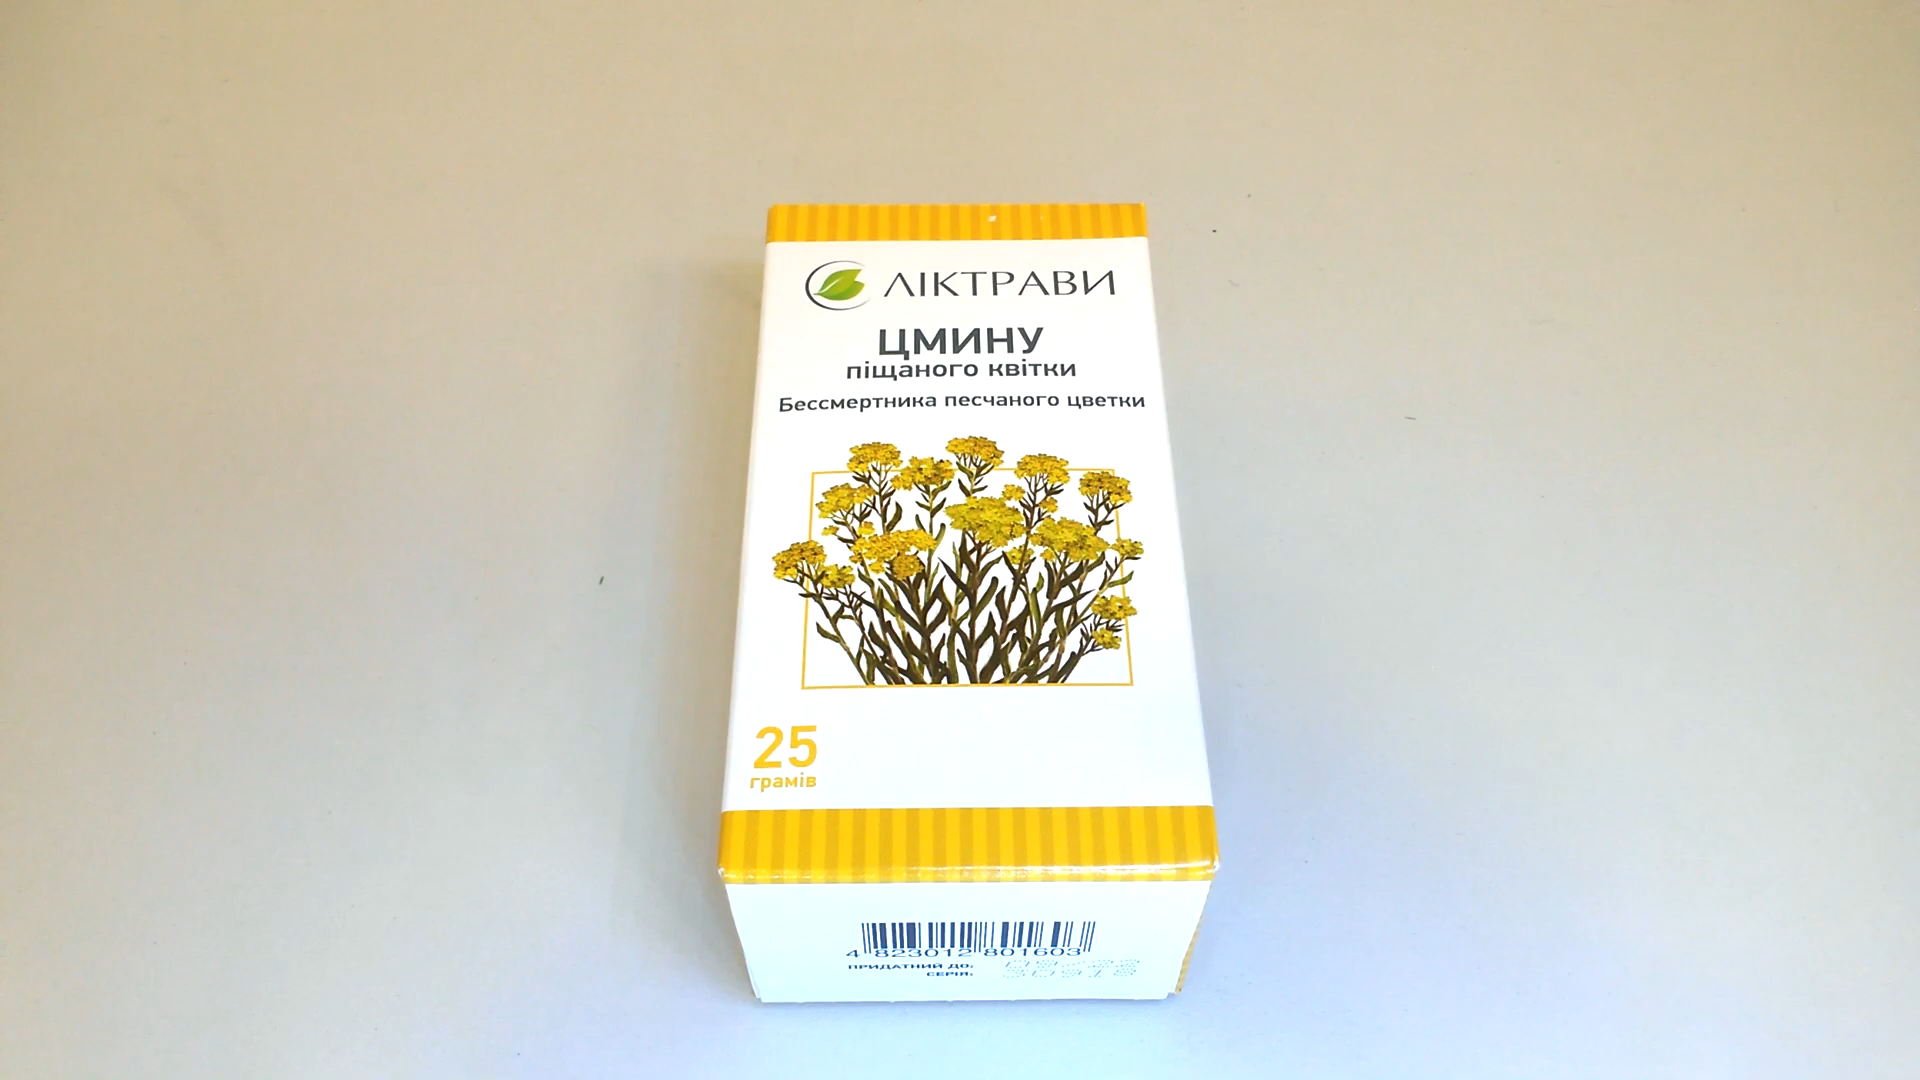 ЛІКТРАВИ
ЦМИНУ
піщаного квітки
Бессмертника песчаного цветки
25
грамів
4 823012 801603
ПРИДАТНИЙ ДО:
СЕРІЯ: